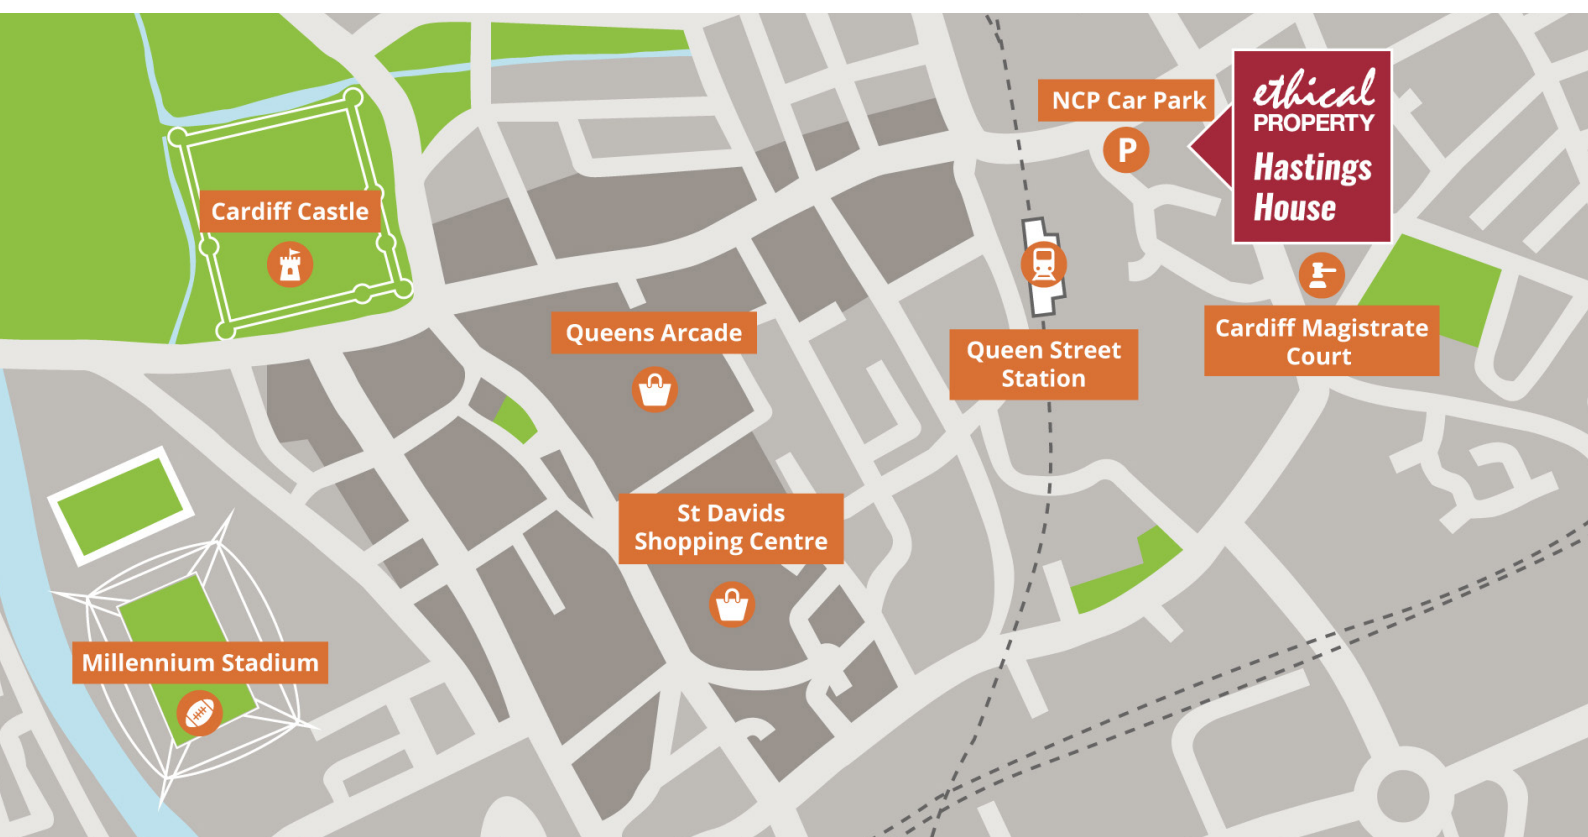 NCP Car Park
P
ethical
PROPERTY
Hastings
House
Cardiff Castle
Queens Arcade
Queen Street
Station
Cardiff Magistrate
Court
St Davids
Shopping Centre
Millennium Stadium